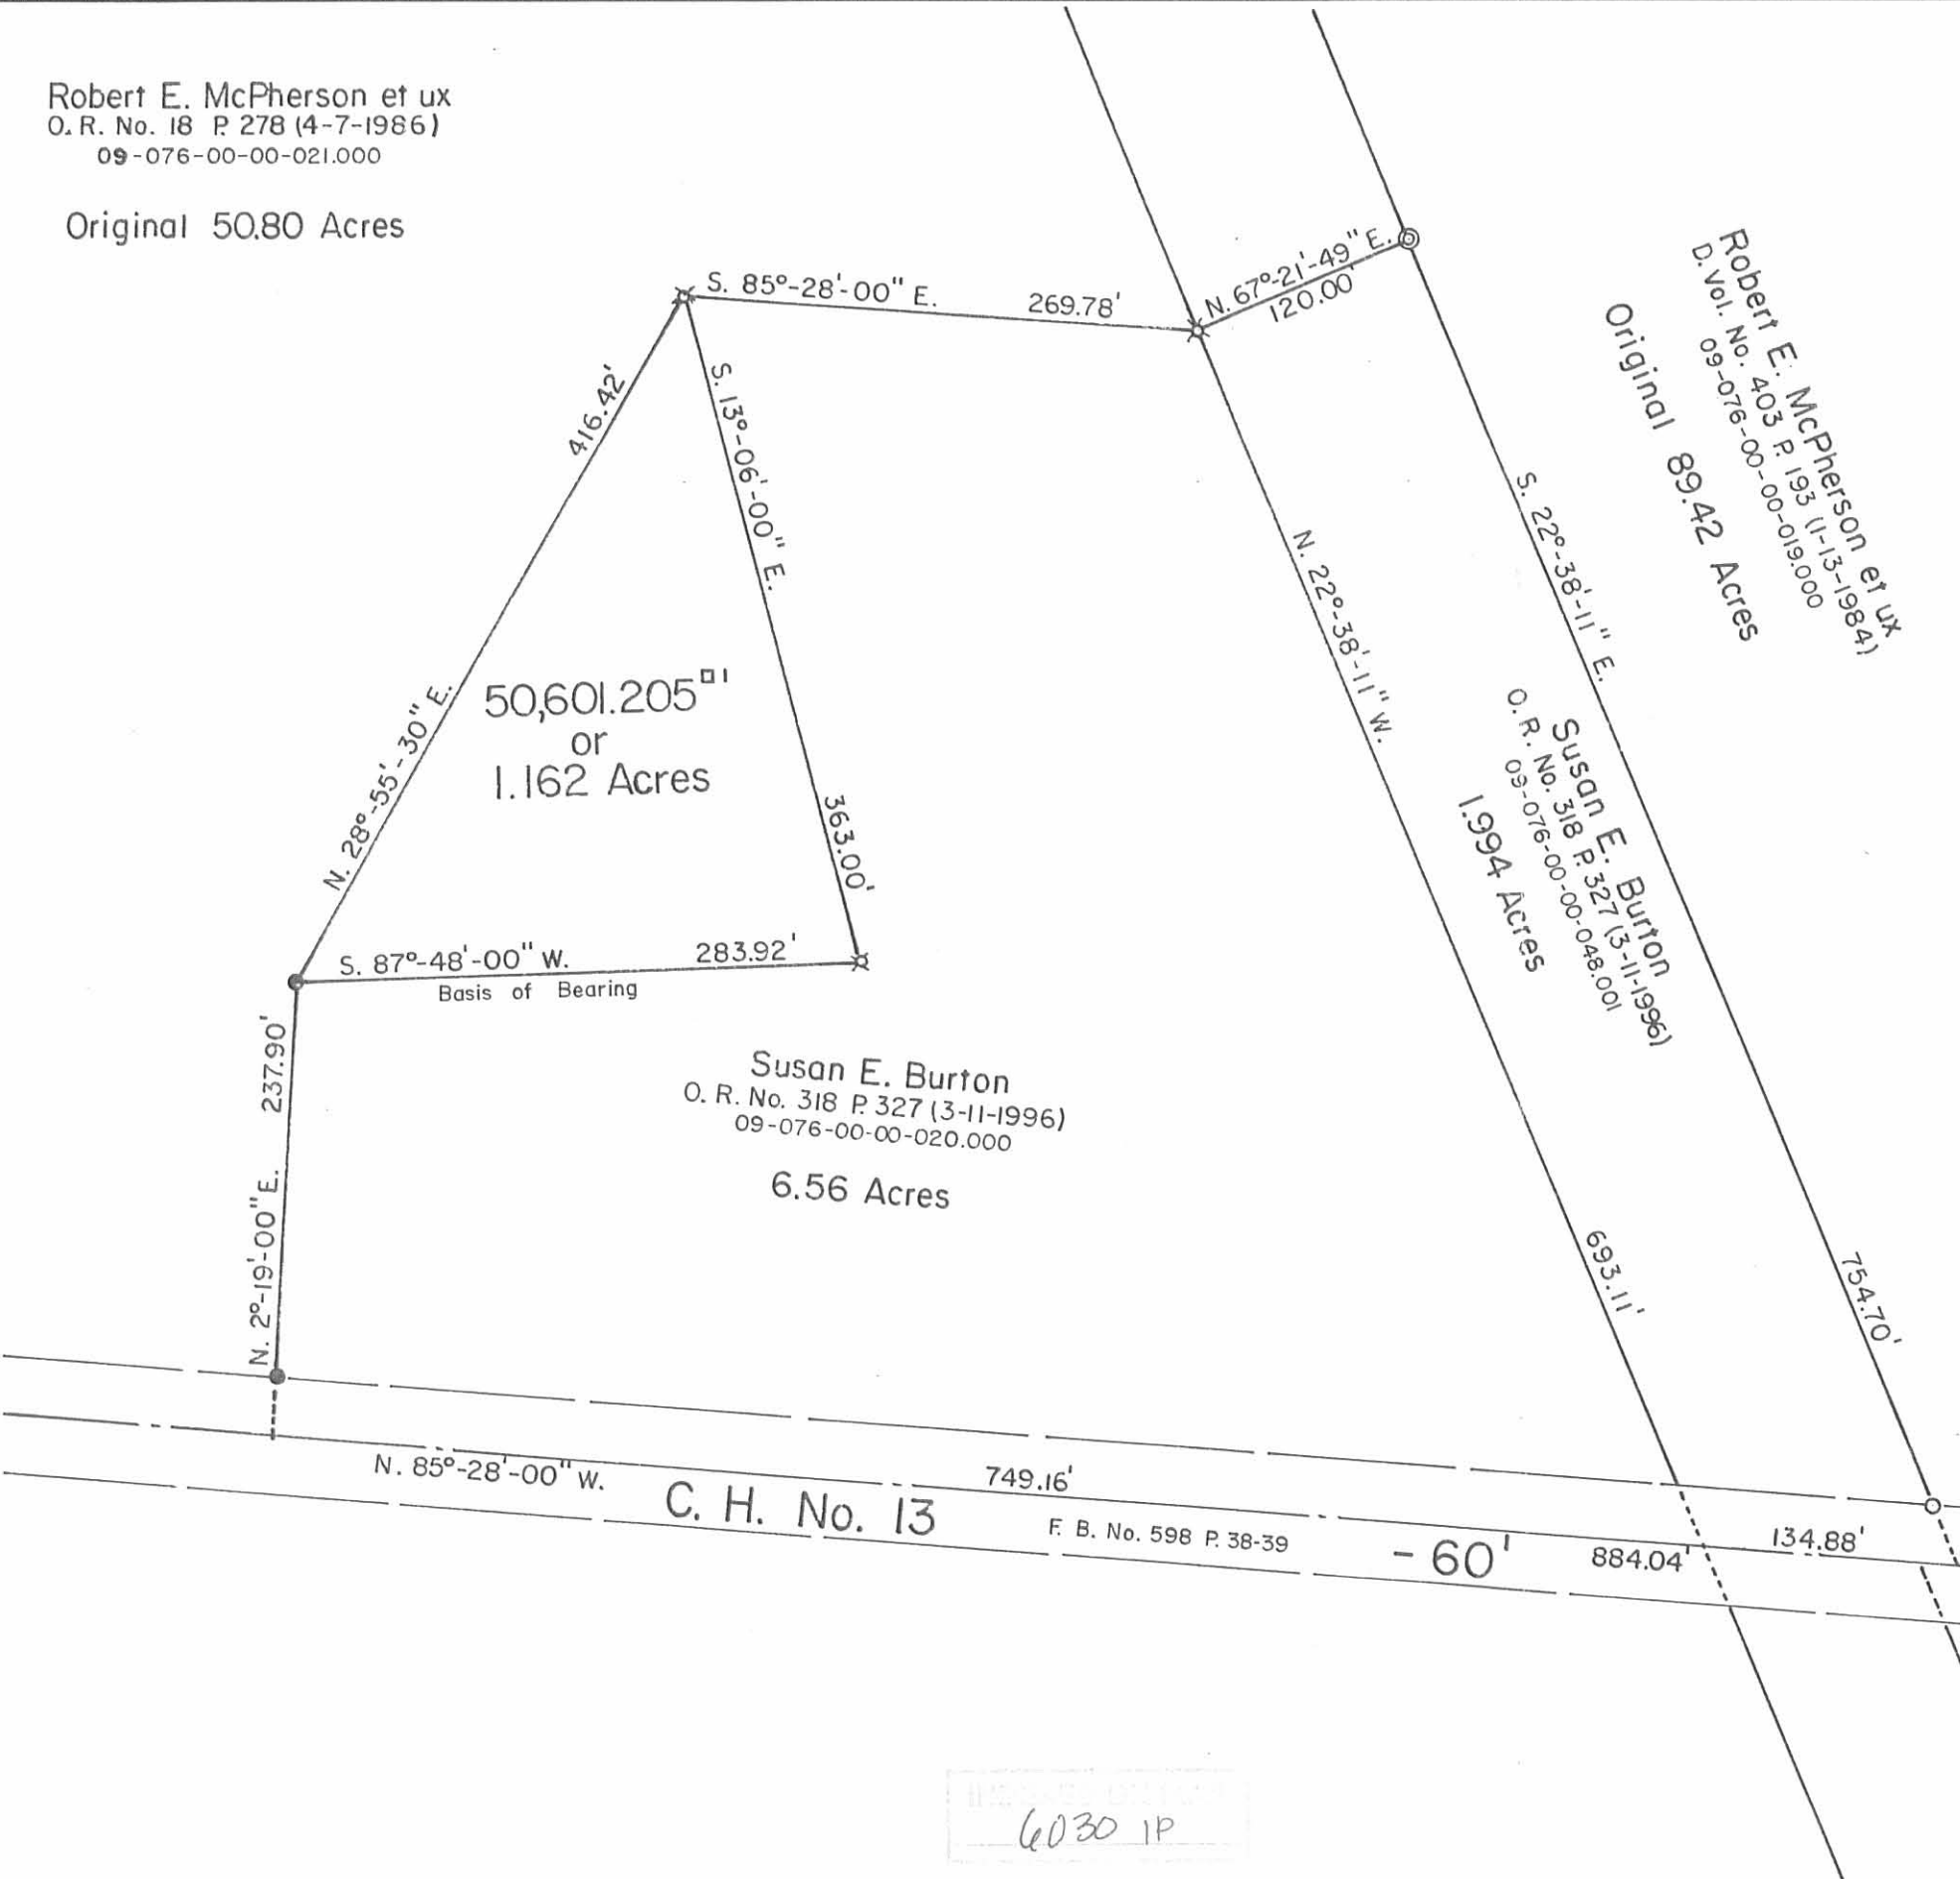 Robert E. McPherson et ux
O. R. No. 18 P. 278 (4-7-1986)
09-076-00-00-021.000
Original 50.80 Acres
S. 85°-28'-00" E. 269.78'
N. 67°-21'-49" E.
120.00'
Robert E. McPherson et ux
D. Vol. No. 403 P. 193 (1-13-1984)
09-076-00-00-019.000
Original 89.42 Acres
N. 28°-55'-30" E. 416.42'
S. 13°-06'-00" E. 363.00'
50,601.205□'
or
1.162 Acres
N. 22°-38'-11" W. 693.11'
S. 22°-38'-11" E. 754.70'
Susan E. Burton
O. R. No. 318 P. 327 (3-11-1996)
09-076-00-00-048.001
1.994 Acres
S. 87°-48'-00" W. 283.92'
Basis of Bearing
N. 2°-19'-00" E. 237.90'
Susan E. Burton
O. R. No. 318 P. 327 (3-11-1996)
09-076-00-00-020.000
6.56 Acres
N. 85°-28'-00" W. 749.16'
134.88'
884.04'
C. H. No. 13 F. B. No. 598 P. 38-39 - 60'
6030 IP